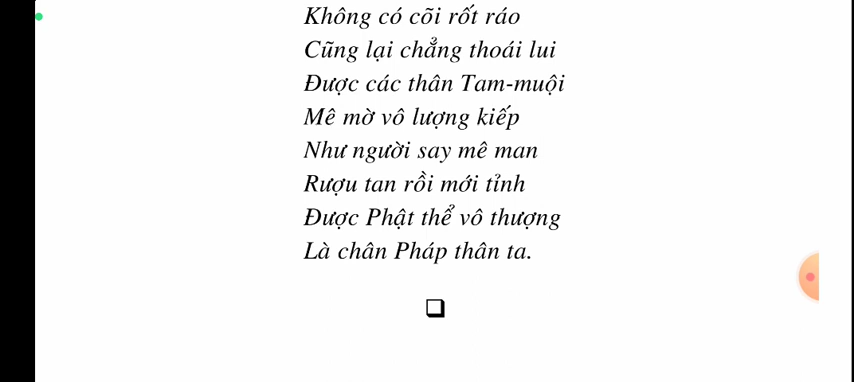 Không có cõi rốt ráo
Cũng lại chẳng thoái lui
Được các thân Tam-muội
Mê mờ vô lượng kiếp
Như người say mê man
Rượu tan rồi mới tỉnh
Được Phật thể vô thượng
Là chân Pháp thân ta.